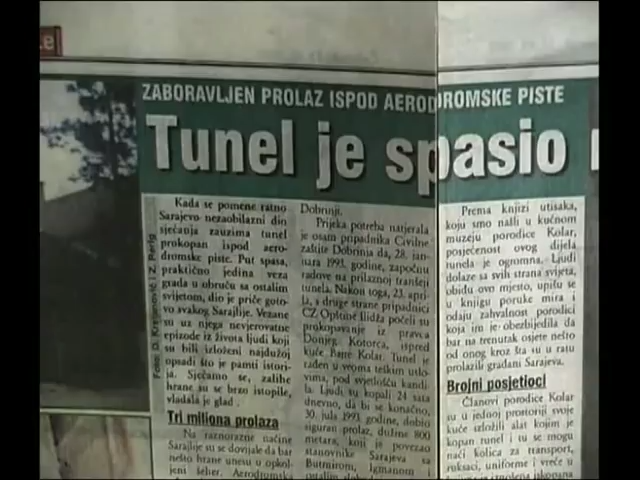 ZABORAVLJEN PROLAZ ISPOD AERODROMSKE PISTE
Tunel je spasio
Kada se pomene ratno
Sarajevo nezaobilazni dio
sjećanja zauzima tunel
prokopan ispod aero-
dromske piste. Put spasa,
praktično jedina veza
grada u obruču sa ostalim
svijetom, dio je priče goto-
vo svakog Sarajlije. Vezane
su uz njega nevjerovatne
epizode iz života ljudi koji
su bili izloženi najdužoj
opsadi što je pamti istori-
ja. Sjećamo se, zalihe
hrane su se brzo istopile,
vladala je glad.
Tri miliona prolaza
Na raznorazne načine
Sarajlije su se dovijale da bar
nešto hrane unesu u opko-
ljeni šeher. Aerodromska
Dobrinji.
Prijeka potreba natjerala
je osam pripadnika Civilne
zaštite Dobrinja da, 28. jan-
uara 1993. godine, započnu
radove na prilaznoj tranšeji
tunela. Nakon toga, 23. apri-
la, s druge strane pripadnici
CZ Opštine Ilidža počeli su
prokopavanje iz pravca
Donjeg Kotorca, ispred
kuće Bajre Kolar. Tunel je
rađen u veoma teškim uslo-
vima, pod svjetlošću kandi-
la. Ljudi su kopali 24 sata
dnevno, da bi se konačno,
30. jula 1993. godine, dobio
siguran prolaz, dužine 800
metara, koji je povezao
stanovnike Sarajeva sa
Butmirom, Igmanom i
Prema knjizi utisaka,
koju smo našli u kućnom
muzeju porodice Kolar,
posjećenost ovog dijela
tunela je ogromna. Ljudi
dolaze sa svih strana svijeta,
obiđu ovo mjesto, upišu se
u knjigu poruke mira i
odaju zahvalnost porodici
koja im je obezbijedila da
bar na trenutak osjete nešto
od onog kroz šta su u ratu
prolazili građani Sarajeva.
Brojni posjetioci
Članovi porodice Kolar
su u jednoj prostoriji svoje
kuće izložili alat kojim je
kopan tunel i tu se mogu
naći kolica za transport,
ruksaci, uniforme i vreće u